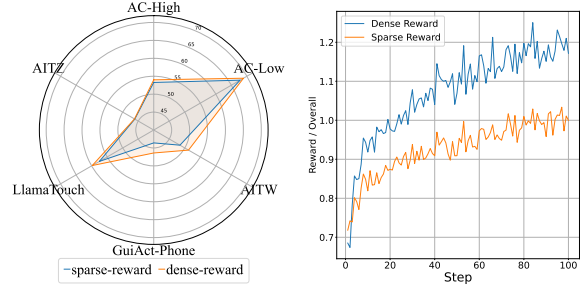 AC-High
AITZ
AC-Low
70
65
60
55
50
45
LlamaTouch
AITW
GuiAct-Phone
sparse-reward
dense-reward
Dense Reward
Sparse Reward
Reward / Overall
1.2
1.1
1.0
0.9
0.8
0.7
0 20 40 60 80 100
Step